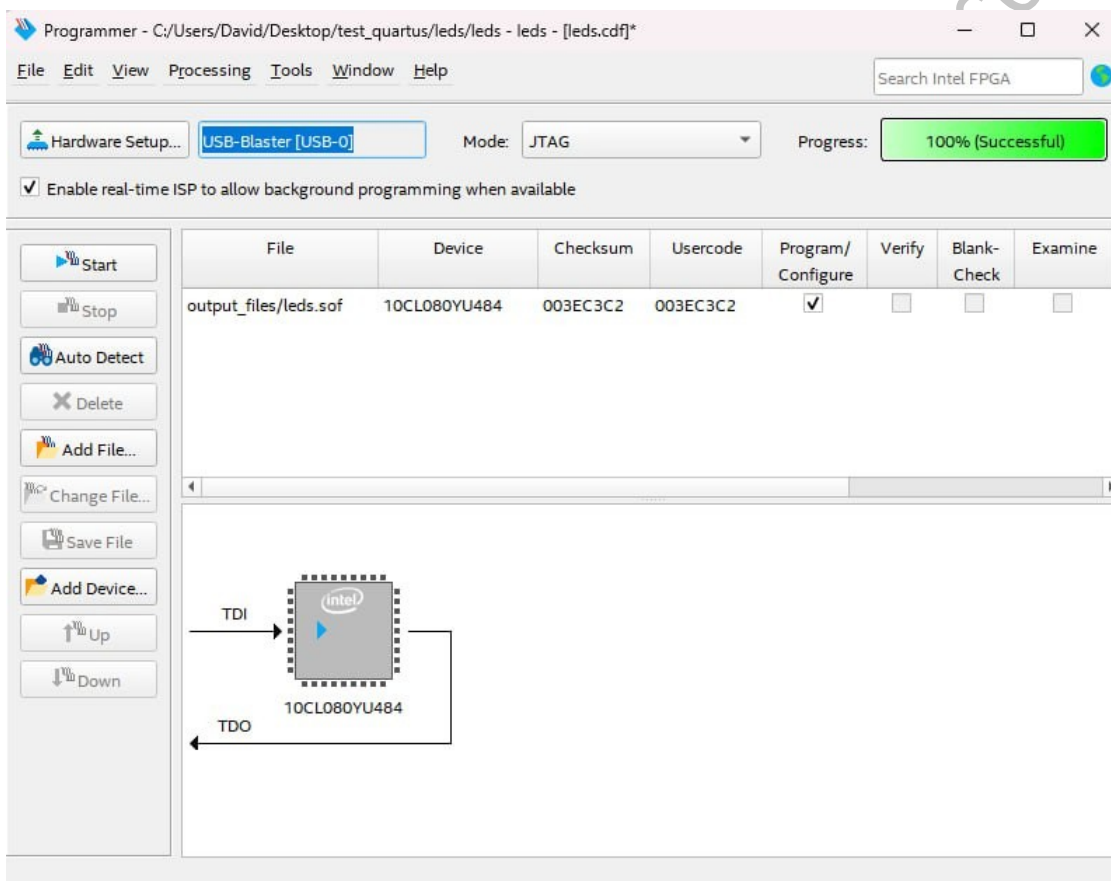 Programmer - C:/Users/David/Desktop/test_quartus/leds/leds - leds - [leds.cdf]*
File Edit View Processing Tools Window Help
Search Intel FPGA
Hardware Setup... USB-Blaster [USB-0] Mode: JTAG Progress: 100% (Successful)
Enable real-time ISP to allow background programming when available
Start
Stop
Auto Detect
Delete
Add File...
Change File...
Save File
Add Device...
Up
Down
File Device Checksum Usercode Program/ Configure Verify Blank- Check Examine
output_files/leds.sof 10CL080YU484 003EC3C2 003EC3C2
TDI
intel
10CL080YU484
TDO